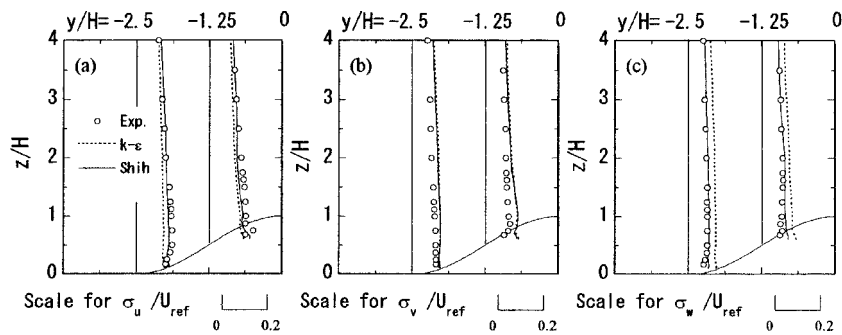 y/H= -2.5 -1.25 0
y/H= -2.5 -1.25 0
y/H= -2.5 -1.25 0
4
3
2
1
0
z/H
(a)
Exp.
k-ε
Shih
4
3
2
1
0
z/H
(b)
4
3
2
1
0
z/H
(c)
Scale for σu /Uref
0 0.2
Scale for σv /Uref
0 0.2
Scale for σw /Uref
0 0.2